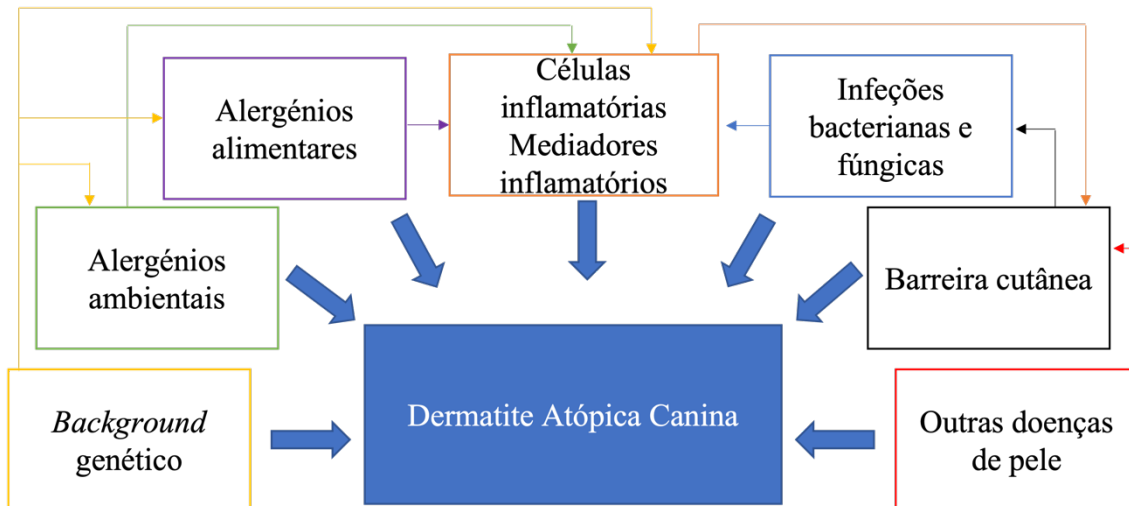 Alergénios
alimentares
Células
inflamatórias
Mediadores
inflamatórios
Infeções
bacterianas e
fúngicas
Alergénios
ambientais
Barreira cutânea
Background
genético
Dermatite Atópica Canina
Outras doenças
de pele